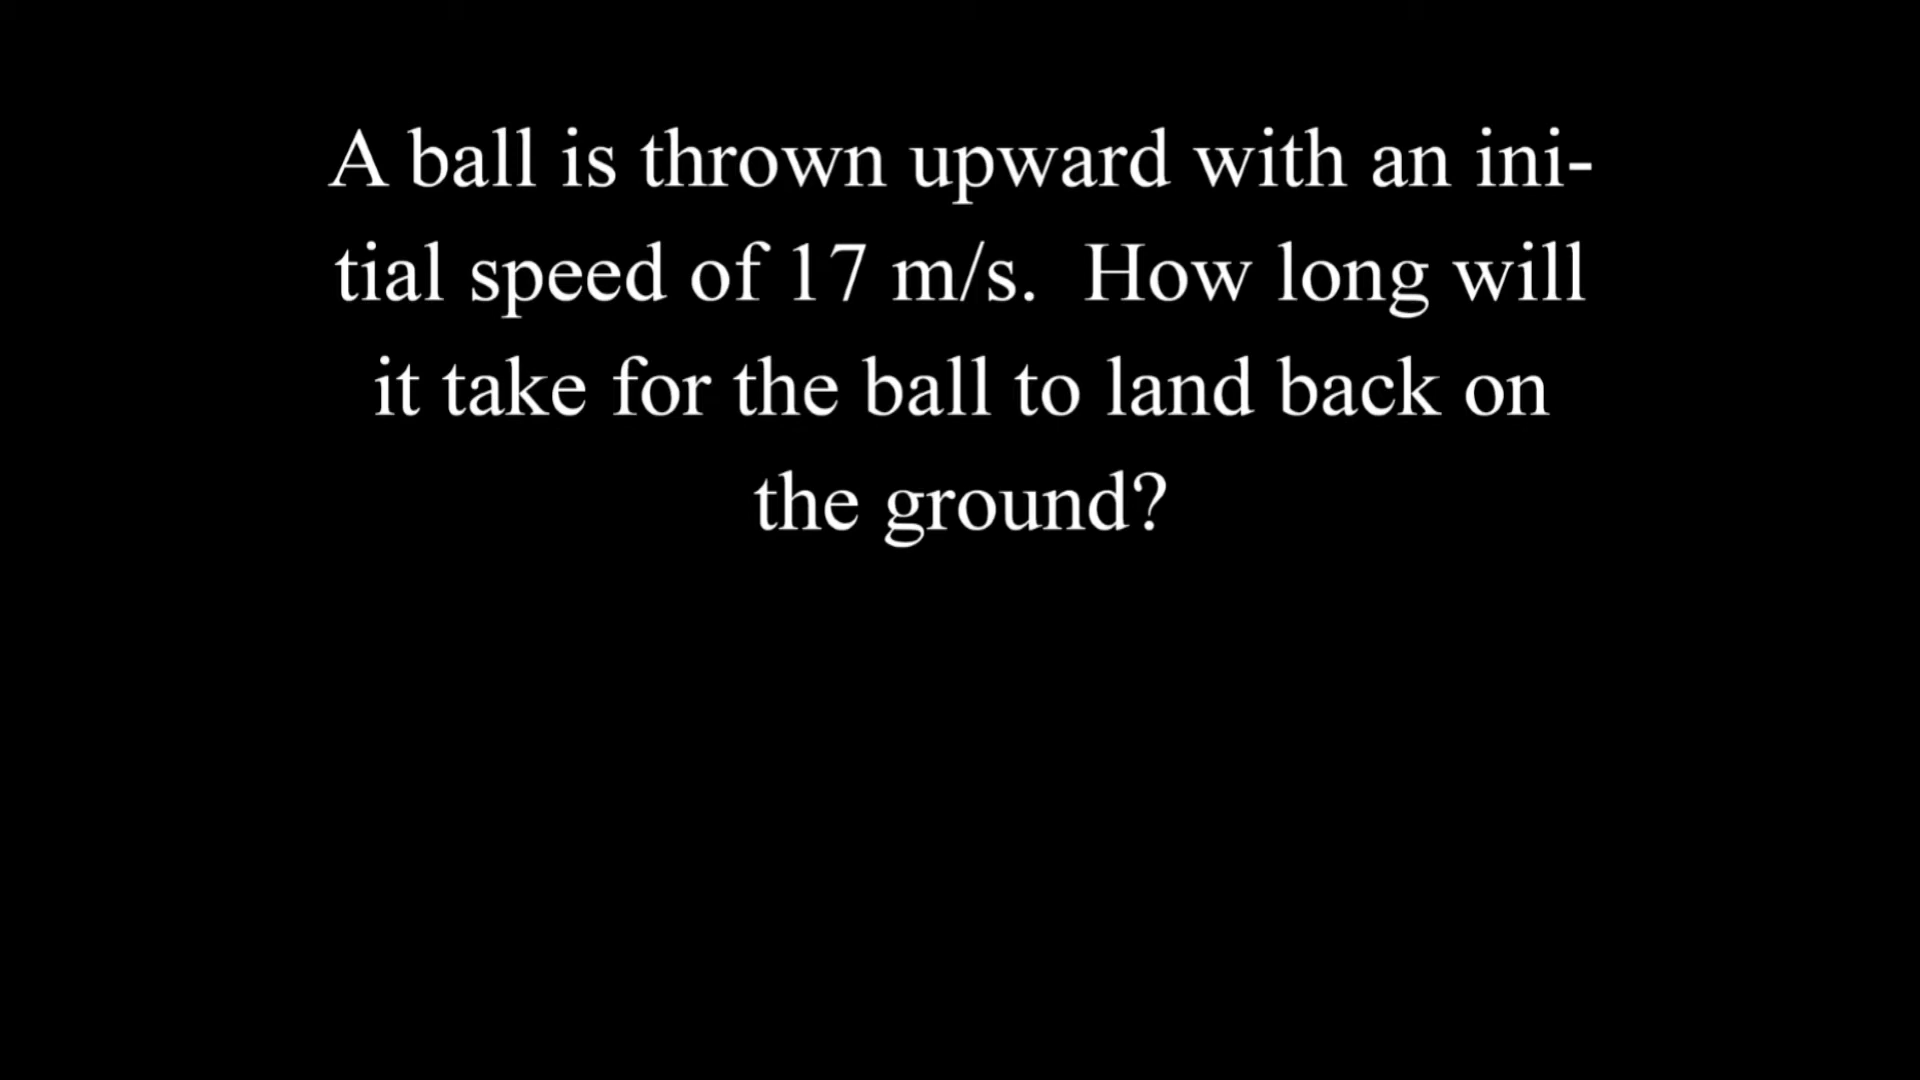 A ball is thrown upward with an ini-
tial speed of 17 m/s.  How long will
it take for the ball to land back on
the ground?